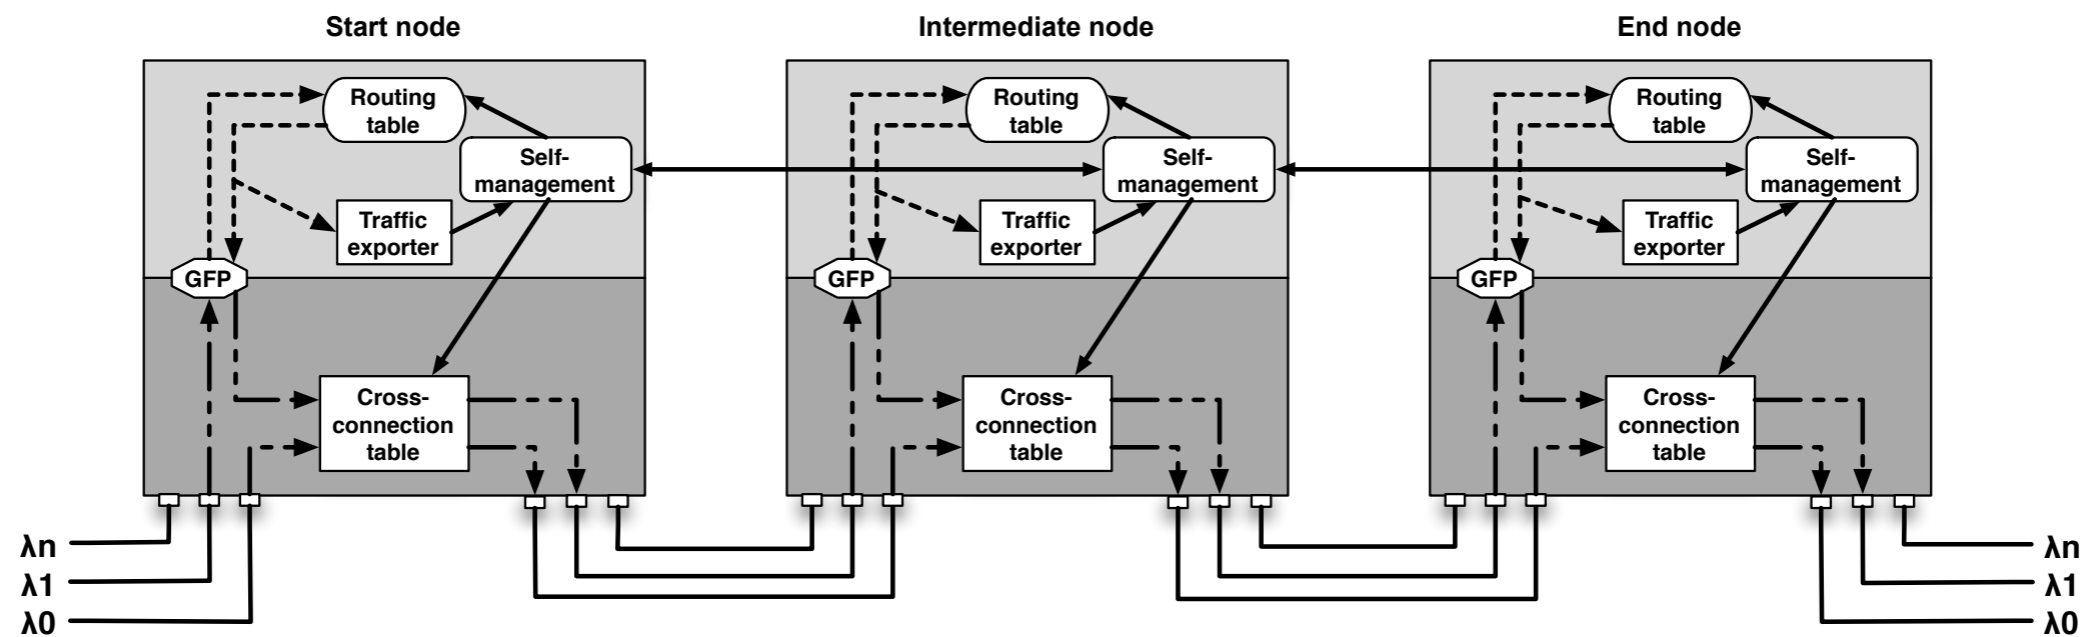 Start node
Intermediate node
End node
Routing
table
Self-
management
Traffic
exporter
GFP
Cross-
connection
table
Routing
table
Self-
management
Traffic
exporter
GFP
Cross-
connection
table
Routing
table
Self-
management
Traffic
exporter
GFP
Cross-
connection
table
λn
λ1
λ0
λn
λ1
λ0